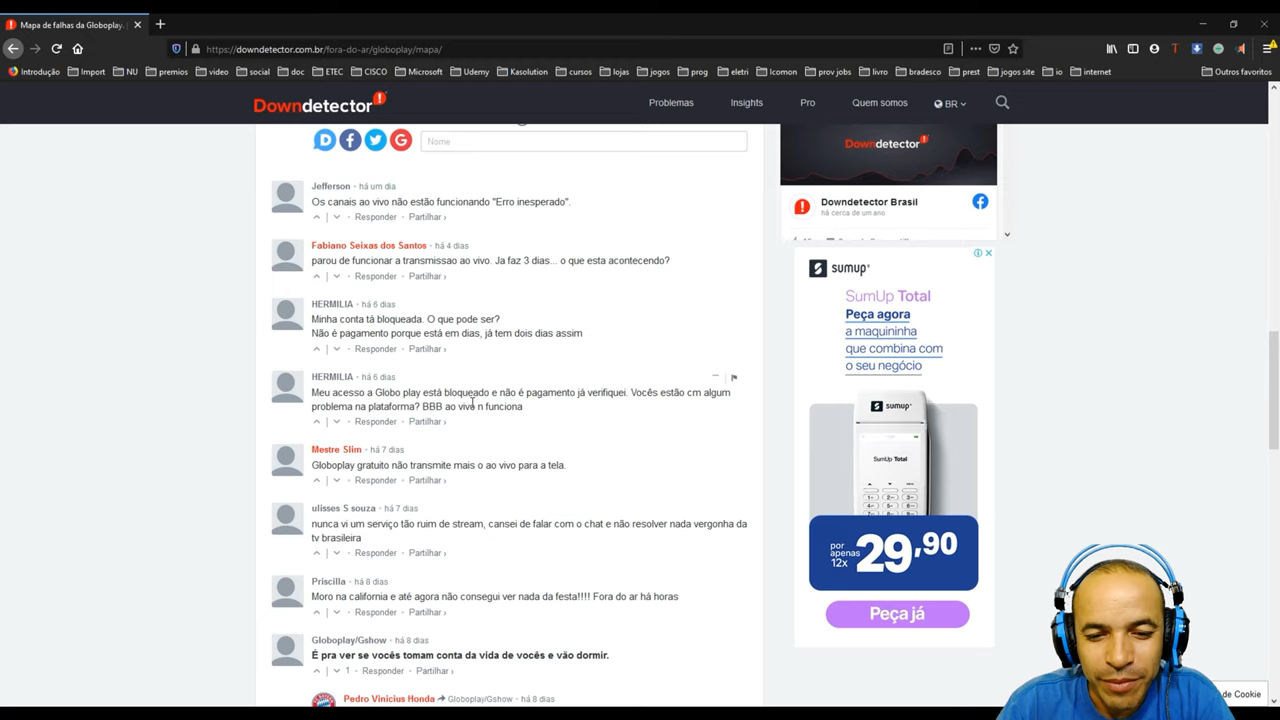 Mapa de falhas da Globoplay.
https://downdetector.com.br/fora-do-ar/globoplay/mapa/
Introdução Import NU premios video social doc ETEC CISCO Microsoft Udemy Kasolution cursos lojas jogos prog eletri Icomon prov jobs livro bradesco prest jogos site io internet Outros favoritos
Downdetector Problemas Insights Pro Quem somos BR
Nome
Downdetector
Jefferson · há um dia
Os canais ao vivo não estão funcionando "Erro inesperado".
Responder · Partilhar ›
Downdetector Brasil
há cerca de um ano
Fabiano Seixas dos Santos · há 4 dias
parou de funcionar a transmissao ao vivo. Ja faz 3 dias... o que esta acontecendo?
Responder · Partilhar ›
HERMILIA · há 6 dias
Minha conta tá bloqueada. O que pode ser?
Não é pagamento porque está em dias, já tem dois dias assim
Responder · Partilhar ›
HERMILIA · há 6 dias
Meu acesso a Globo play está bloqueado e não é pagamento já verifiquei. Vocês estão cm algum
problema na plataforma? BBB ao vivo n funciona
Responder · Partilhar ›
Mestre Slim · há 7 dias
Globoplay gratuito não transmite mais o ao vivo para a tela.
Responder · Partilhar ›
ulisses S souza · há 7 dias
nunca vi um serviço tão ruim de stream, cansei de falar com o chat e não resolver nada vergonha da
tv brasileira
Responder · Partilhar ›
Priscilla · há 8 dias
Moro na california e até agora não consegui ver nada da festa!!!! Fora do ar há horas
Responder · Partilhar ›
Globoplay/Gshow · há 8 dias
É pra ver se vocês tomam conta da vida de vocês e vão dormir.
1 · Responder · Partilhar ›
Pedro Vinicius Honda Globoplay/Gshow · há 8 dias
sumup
SumUp Total
Peça agora
a maquininha
que combina com
o seu negócio
sumup
SumUp Total
por
apenas
12x
29,90
Peça já
de Cookie